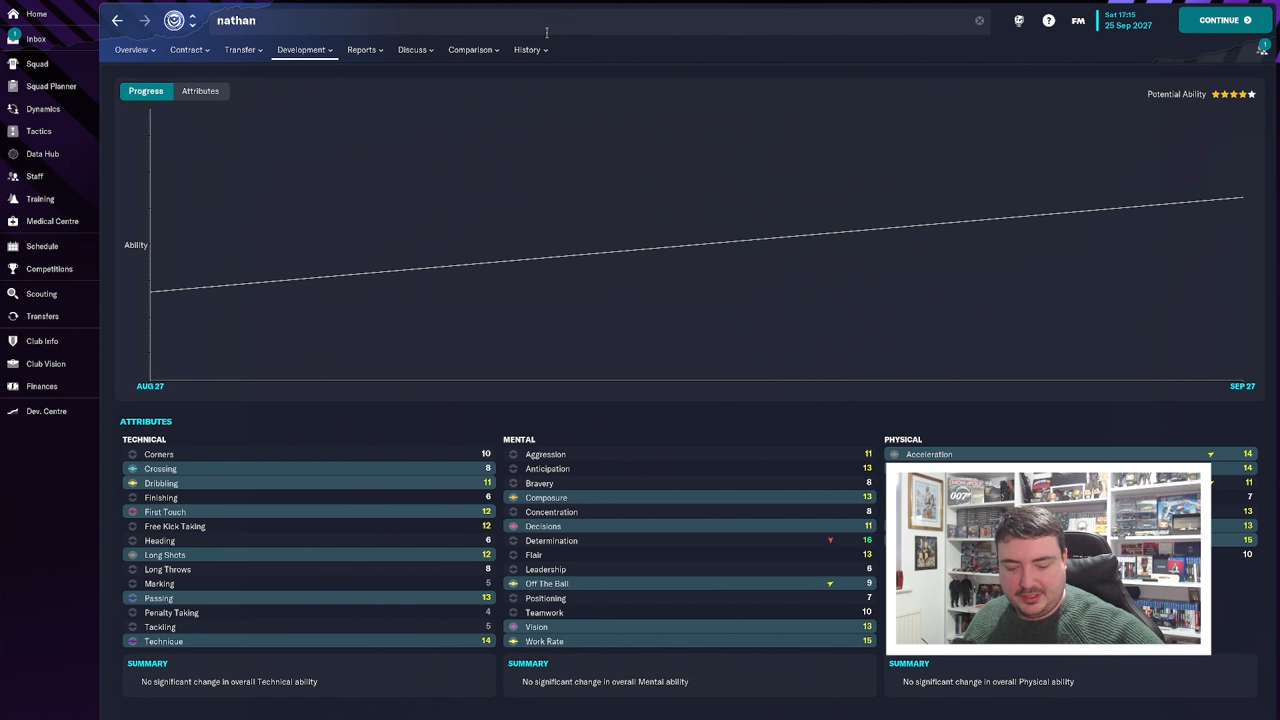 Home
nathan
Sat 17:15
25 Sep 2027
CONTINUE
FM
1
Inbox
Squad
Squad Planner
Dynamics
Tactics
Data Hub
Staff
Training
Medical Centre
Schedule
Competitions
Scouting
Transfers
Club Info
Club Vision
Finances
Dev. Centre
Overview
Contract
Transfer
Development
Reports
Discuss
Comparison
History
1
Progress
Attributes
Potential Ability
Ability
AUG 27
SEP 27
ATTRIBUTES
TECHNICAL
Corners 10
Crossing 8
Dribbling 11
Finishing 6
First Touch 12
Free Kick Taking 12
Heading 6
Long Shots 12
Long Throws 8
Marking 5
Passing 13
Penalty Taking 4
Tackling 5
Technique 14
SUMMARY
No significant change in overall Technical ability
MENTAL
Aggression 11
Anticipation 13
Bravery 8
Composure 13
Concentration 8
Decisions 11
Determination 16
Flair 13
Leadership 6
Off The Ball 9
Positioning 7
Teamwork 10
Vision 13
Work Rate 15
SUMMARY
No significant change in overall Mental ability
PHYSICAL
Acceleration 14
14
11
7
13
13
15
10
007
SUMMARY
No significant change in overall Physical ability